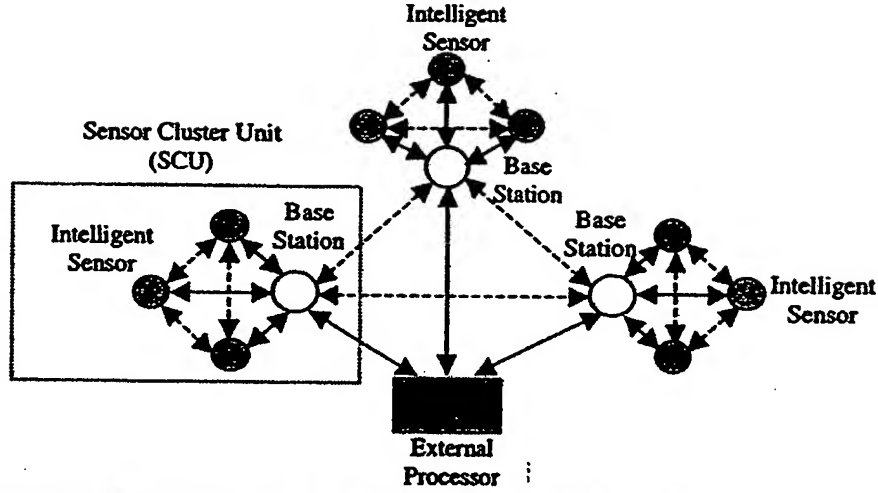 Intelligent
Sensor
Sensor Cluster Unit
(SCU)
Base
Station
Intelligent
Sensor
Base
Station
Base
Station
Intelligent
Sensor
External
Processor